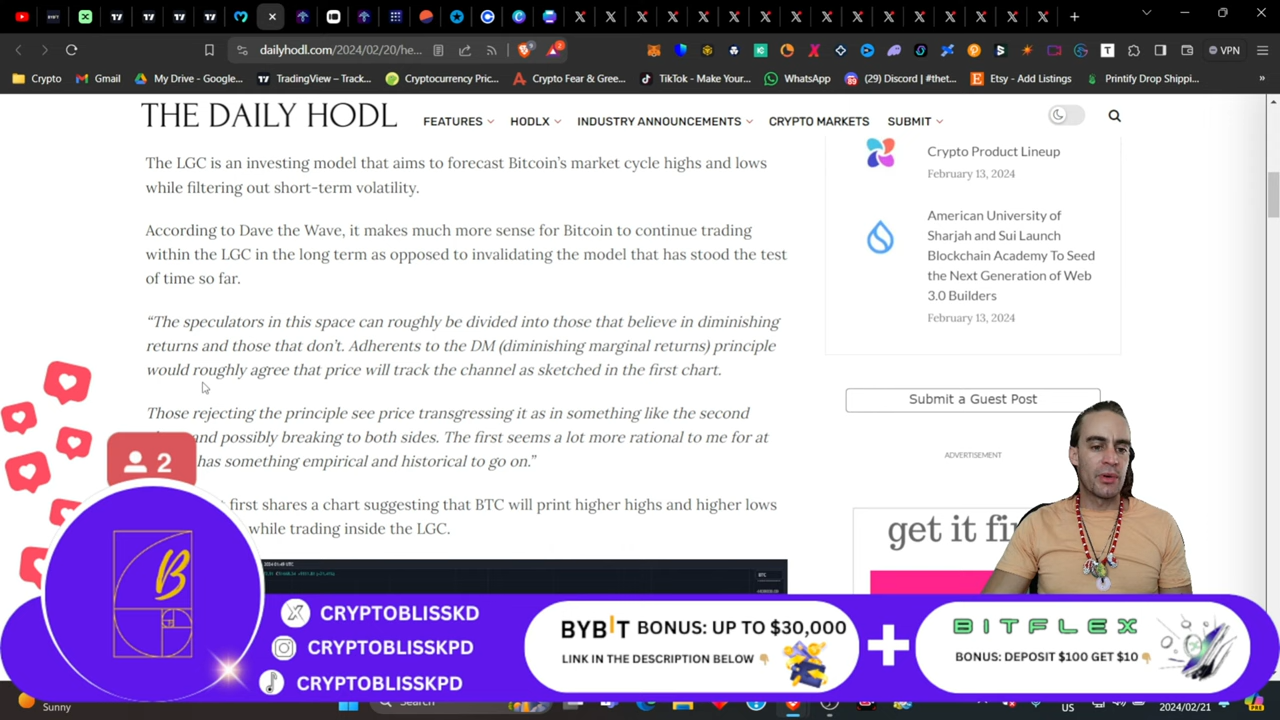 dailyhodl.com/2024/02/20/he...
VPN
Crypto
Gmail
My Drive - Google...
TradingView – Track...
Cryptocurrency Pric...
Crypto Fear & Gree...
TikTok - Make Your...
WhatsApp
(29) Discord | #thet...
Etsy - Add Listings
Printify Drop Shippi...
»
THE DAILY HODL
FEATURES
HODLX
INDUSTRY ANNOUNCEMENTS
CRYPTO MARKETS
SUBMIT
The LGC is an investing model that aims to forecast Bitcoin’s market cycle highs and lows
while filtering out short-term volatility.
According to Dave the Wave, it makes much more sense for Bitcoin to continue trading
within the LGC in the long term as opposed to invalidating the model that has stood the test
of time so far.
“The speculators in this space can roughly be divided into those that believe in diminishing
returns and those that don’t. Adherents to the DM (diminishing marginal returns) principle
would roughly agree that price will track the channel as sketched in the first chart.
Those rejecting the principle see price transgressing it as in something like the second
and possibly breaking to both sides. The first seems a lot more rational to me for at
has something empirical and historical to go on.”
first shares a chart suggesting that BTC will print higher highs and higher lows
while trading inside the LGC.
Crypto Product Lineup
February 13, 2024
American University of
Sharjah and Sui Launch
Blockchain Academy To Seed
the Next Generation of Web
3.0 Builders
February 13, 2024
Submit a Guest Post
ADVERTISEMENT
get it fi
2
B
CRYPTOBLISSKD
CRYPTOBLISSKPD
CRYPTOBLISSKPD
BYBIT BONUS: UP TO $30,000
LINK IN THE DESCRIPTION BELOW
BITFLEX
BONUS: DEPOSIT $100 GET $10
Sunny
Search
US
2024/02/21